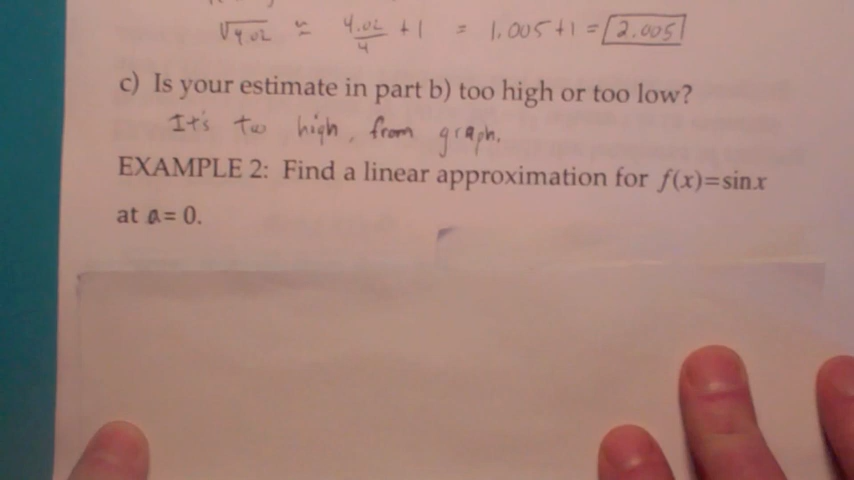 √4.02 ≈ 4.02/4 + 1 = 1.005 + 1 = 2.005
c) Is your estimate in part b) too high or too low?
It's too high, from graph.
EXAMPLE 2: Find a linear approximation for f(x)=sinx
at a= 0.